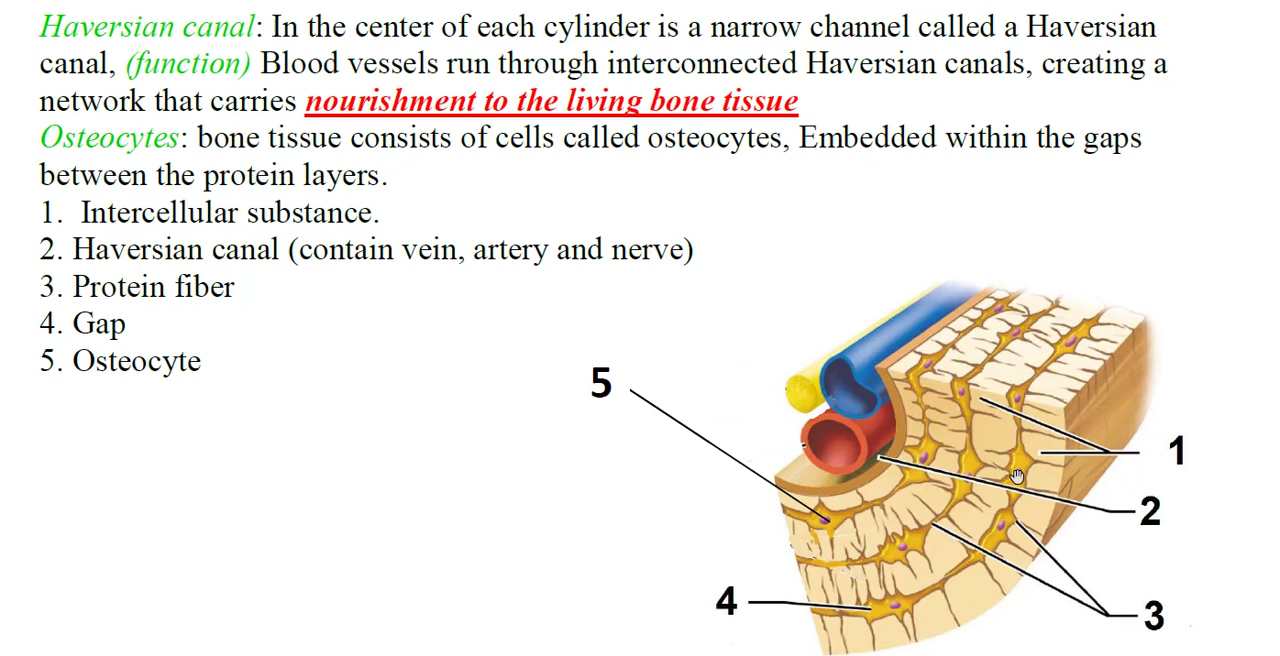 Haversian canal: In the center of each cylinder is a narrow channel called a Haversian
canal, (function) Blood vessels run through interconnected Haversian canals, creating a
network that carries nourishment to the living bone tissue
Osteocytes: bone tissue consists of cells called osteocytes, Embedded within the gaps
between the protein layers.
1. Intercellular substance.
2. Haversian canal (contain vein, artery and nerve)
3. Protein fiber
4. Gap
5. Osteocyte
5
1
2
4
3